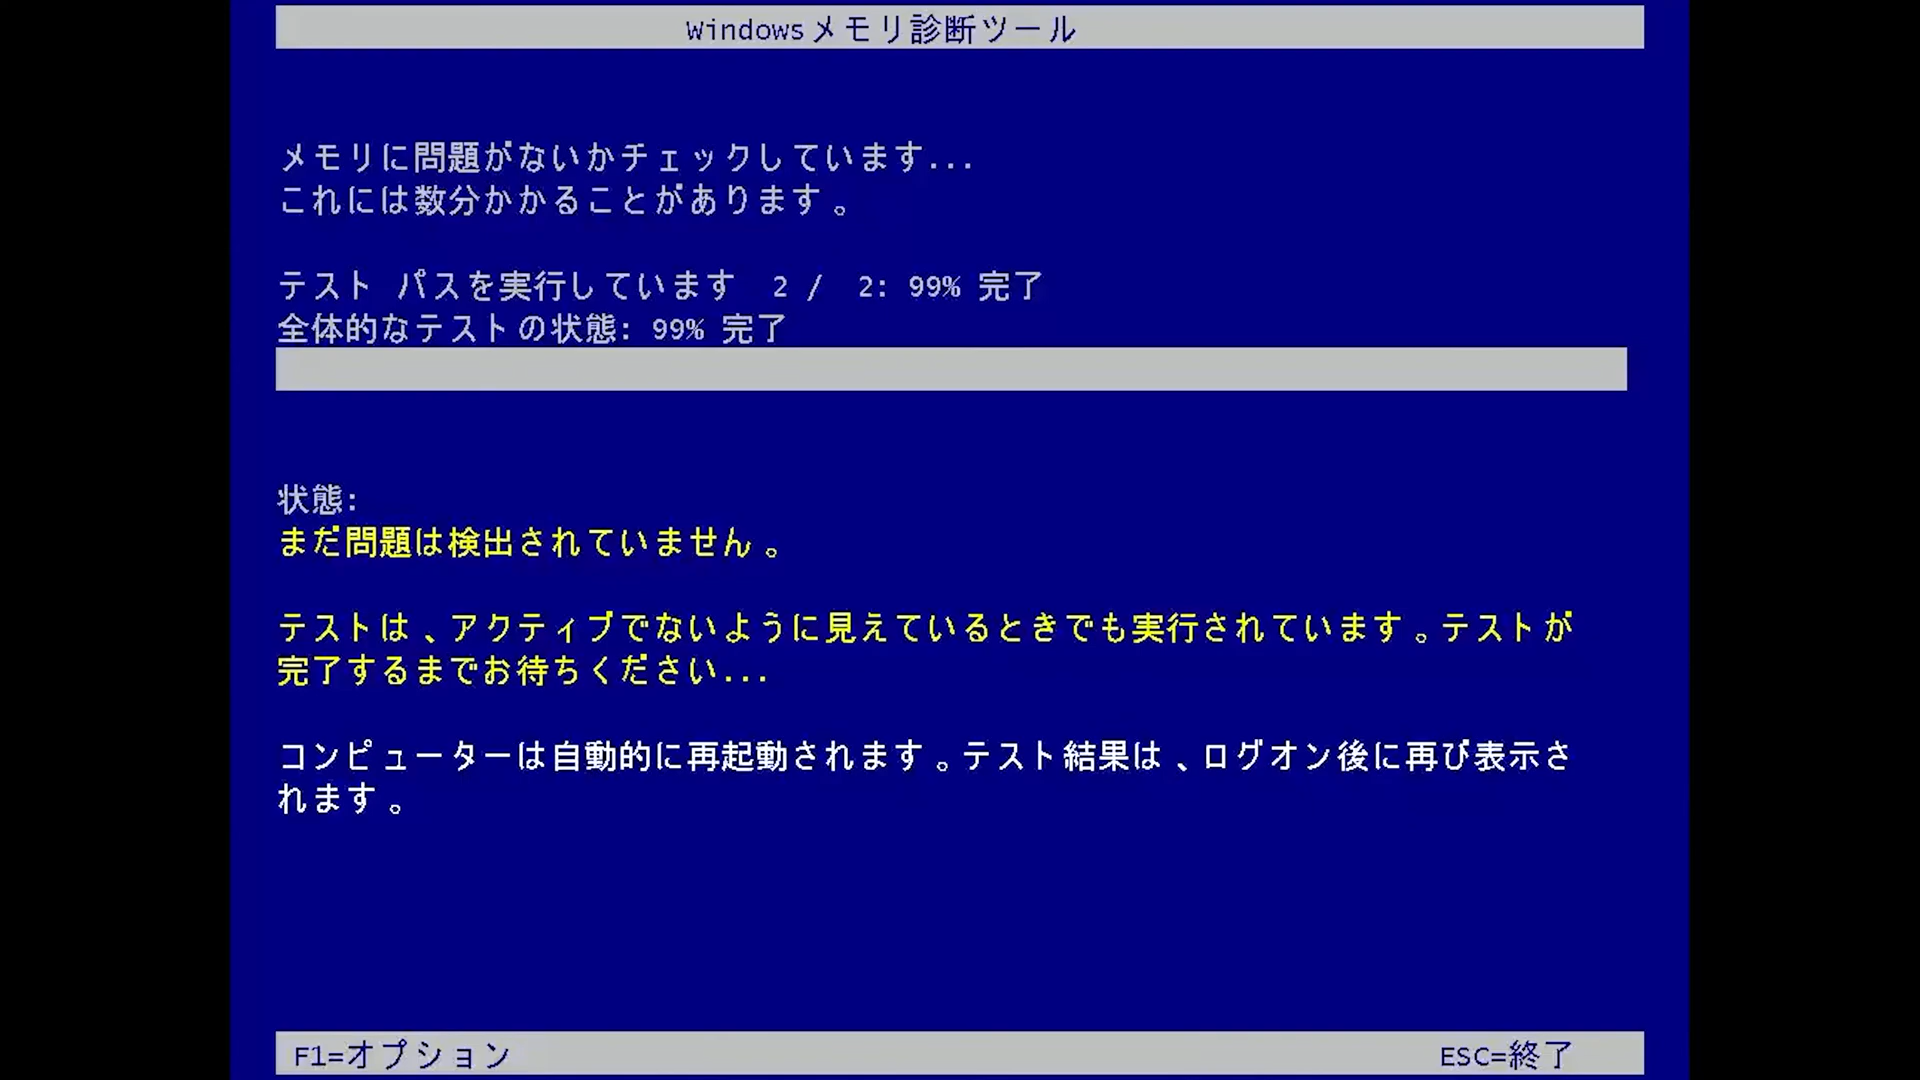 Windowsメモリ診断ツール
メモリに問題がないかチェックしています...
これには数分かかることがあります。
テスト パスを実行しています 2 / 2: 99% 完了
全体的なテストの状態: 99% 完了
状態:
まだ問題は検出されていません。
テストは、アクティブでないように見えているときでも実行されています。テストが
完了するまでお待ちください...
コンピューターは自動的に再起動されます。テスト結果は、ログオン後に再び表示さ
れます。
F1=オプション
ESC=終了